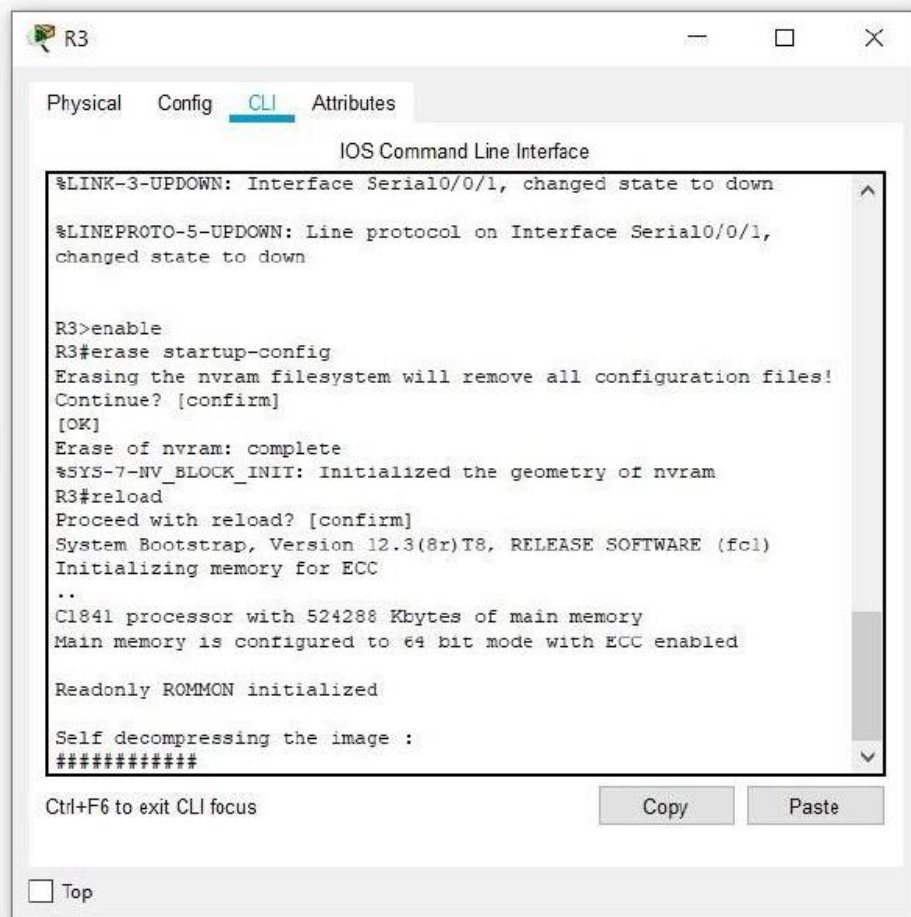 R3
Physical Config CLI Attributes
IOS Command Line Interface
%LINK-3-UPDOWN: Interface Serial0/0/1, changed state to down
%LINEPROTO-5-UPDOWN: Line protocol on Interface Serial0/0/1,
changed state to down
R3>enable
R3#erase startup-config
Erasing the nvram filesystem will remove all configuration files!
Continue? [confirm]
[OK]
Erase of nvram: complete
%SYS-7-NV_BLOCK_INIT: Initialized the geometry of nvram
R3#reload
Proceed with reload? [confirm]
System Bootstrap, Version 12.3(8r)T8, RELEASE SOFTWARE (fc1)
Initializing memory for ECC
..
C1841 processor with 524288 Kbytes of main memory
Main memory is configured to 64 bit mode with ECC enabled
Readonly ROMMON initialized
Self decompressing the image :
############
Ctrl+F6 to exit CLI focus
Copy Paste
Top